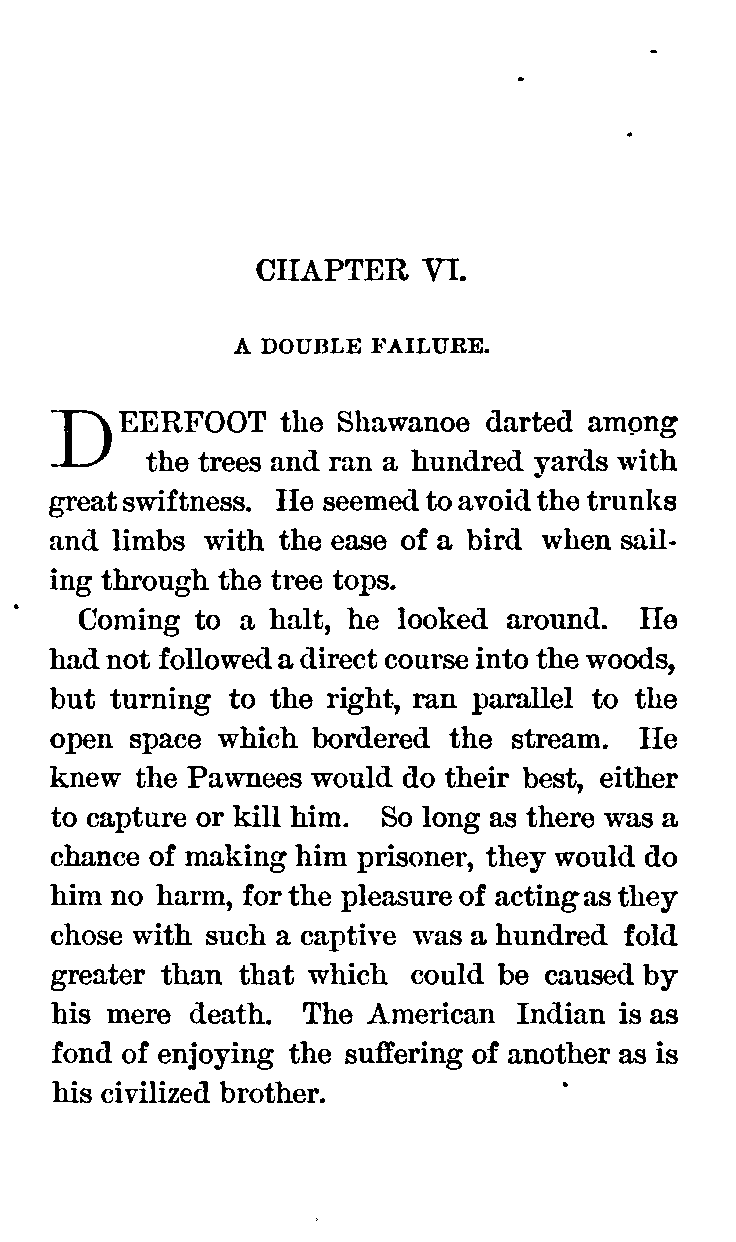 CHAPTER VI.
A DOUBLE FAILURE.
DEERFOOT the Shawanoe darted among
the trees and ran a hundred yards with
great swiftness. He seemed to avoid the trunks
and limbs with the ease of a bird when sail-
ing through the tree tops.
Coming to a halt, he looked around. He
had not followed a direct course into the woods,
but turning to the right, ran parallel to the
open space which bordered the stream. He
knew the Pawnees would do their best, either
to capture or kill him. So long as there was a
chance of making him prisoner, they would do
him no harm, for the pleasure of acting as they
chose with such a captive was a hundred fold
greater than that which could be caused by
his mere death. The American Indian is as
fond of enjoying the suffering of another as is
his civilized brother.